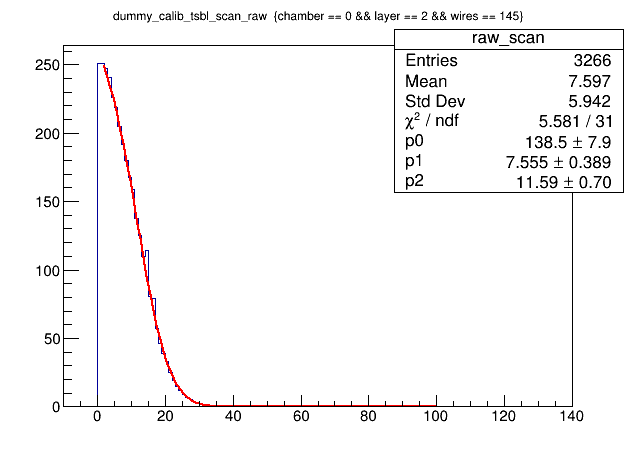 dummy_calib_tsbl_scan_raw {chamber == 0 && layer == 2 && wires == 145}
raw_scan
Entries 3266
Mean 7.597
Std Dev 5.942
χ² / ndf 5.581 / 31
p0 138.5 ± 7.9
p1 7.555 ± 0.389
p2 11.59 ± 0.70
250
200
150
100
50
0
0 20 40 60 80 100 120 140